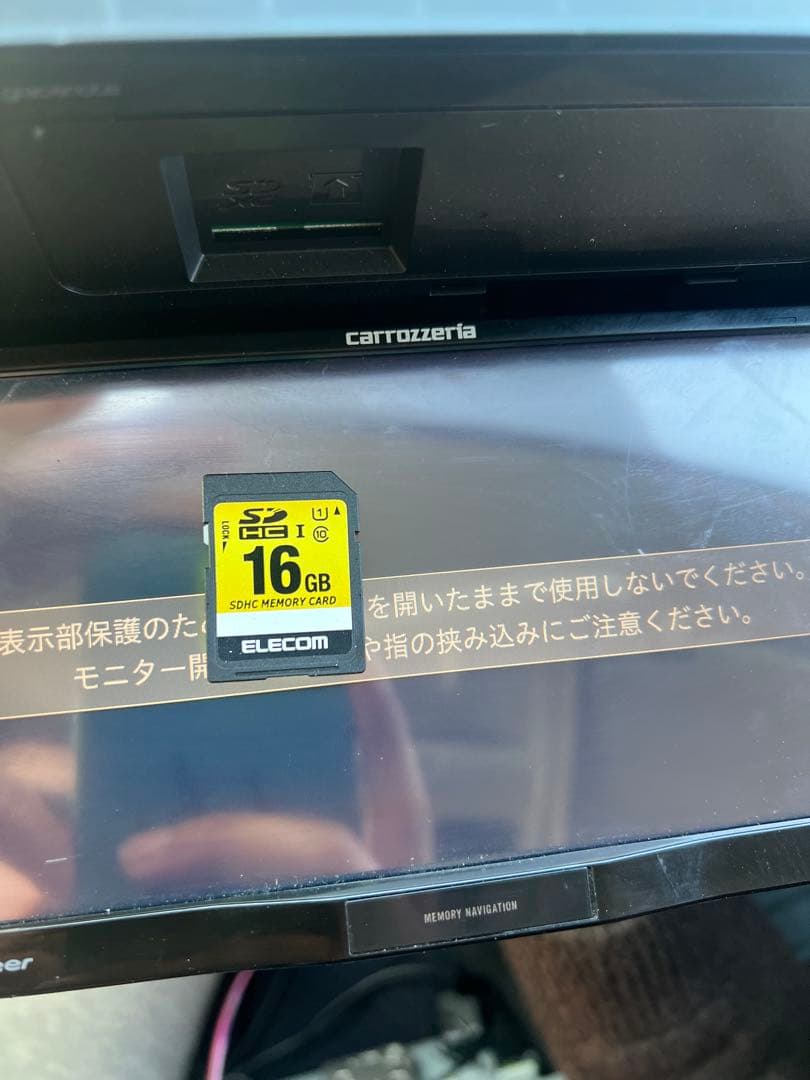 SD
XC
carrozzeria
SD
HC I
U1
10
LOCK
16GB
SDHC MEMORY CARD
ELECOM
表示部保護のた を開いたままで使用しないでください。
モニター開 や指の挟み込みにご注意ください。
MEMORY NAVIGATION
eer